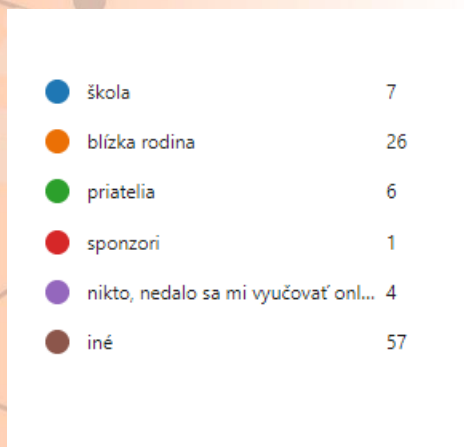 škola 7
blízka rodina 26
priatelia 6
sponzori 1
nikto, nedalo sa mi vyučovať onl... 4
iné 57